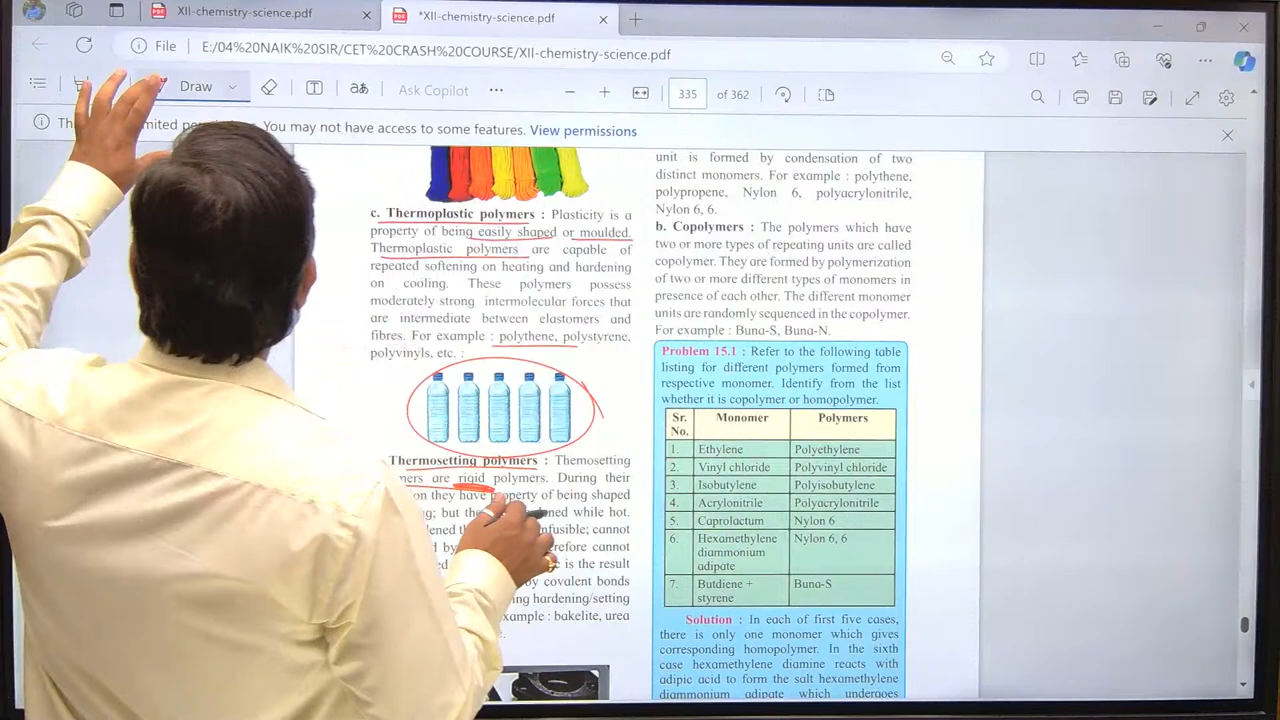 XII-chemistry-science.pdf
*XII-chemistry-science.pdf
File E:/04%20NAIK%20SIR/CET%20CRASH%20COURSE/XII-chemistry-science.pdf
Draw
Ask Copilot
335 of 362
You may not have access to some features. View permissions
c. Thermoplastic polymers : Plasticity is a
property of being easily shaped or moulded.
Thermoplastic polymers are capable of
repeated softening on heating and hardening
on cooling. These polymers possess
moderately strong intermolecular forces that
are intermediate between elastomers and
fibres. For example : polythene, polystyrene,
polyvinyls, etc. :
Thermosetting polymers : Themosetting
are rigid polymers. During their
on they have property of being shaped
while hot.
infusible; cannot
therefore cannot
is the result
by covalent bonds
hardening/setting
example : bakelite, urea
unit is formed by condensation of two
distinct monomers. For example : polythene,
polypropene, Nylon 6, polyacrylonitrile,
Nylon 6, 6.
b. Copolymers : The polymers which have
two or more types of repeating units are called
copolymer. They are formed by polymerization
of two or more different types of monomers in
presence of each other. The different monomer
units are randomly sequenced in the copolymer.
For example : Buna-S, Buna-N.
Problem 15.1 : Refer to the following table
listing for different polymers formed from
respective monomer. Identify from the list
whether it is copolymer or homopolymer.
Sr. No. Monomer Polymers
1. Ethylene Polyethylene
2. Vinyl chloride Polyvinyl chloride
3. Isobutylene Polyisobutylene
4. Acrylonitrile Polyacrylonitrile
5. Caprolactum Nylon 6
6. Hexamethylene Nylon 6, 6
diammonium
adipate
7. Butdiene + Buna-S
styrene
Solution : In each of first five cases,
there is only one monomer which gives
corresponding homopolymer. In the sixth
case hexamethylene diamine reacts with
adipic acid to form the salt hexamethylene
diammonium adipate which undergoes